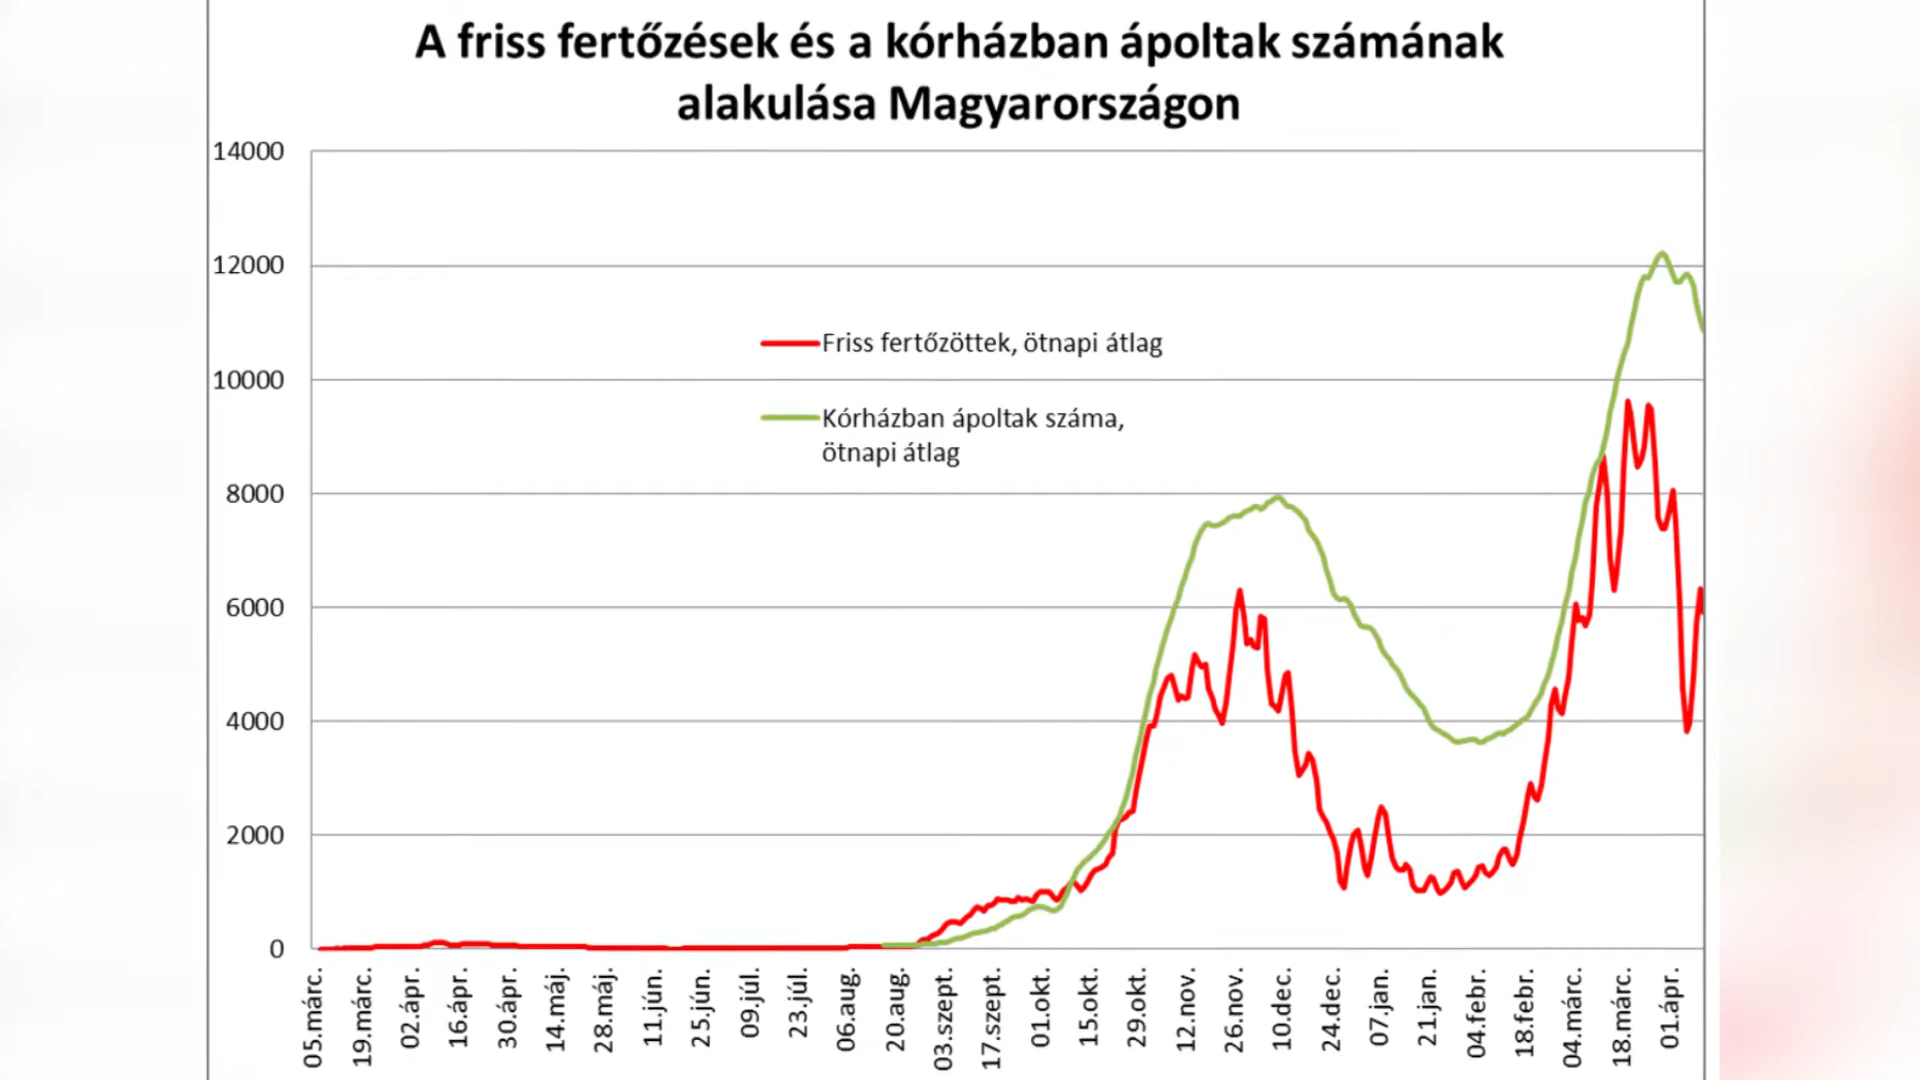 A friss fertőzések és a kórházban ápoltak számának
alakulása Magyarországon
14000
12000
10000
8000
6000
4000
2000
0
Friss fertőzöttek, ötnapi átlag
Kórházban ápoltak száma,
ötnapi átlag
05.márc.
19.márc.
02.ápr.
16.ápr.
30.ápr.
14.máj.
28.máj.
11.jún.
25.jún.
09.júl.
23.júl.
06.aug.
20.aug.
03.szept.
17.szept.
01.okt.
15.okt.
29.okt.
12.nov.
26.nov.
10.dec.
24.dec.
07.jan.
21.jan.
04.febr.
18.febr.
04.márc.
18.márc.
01.ápr.